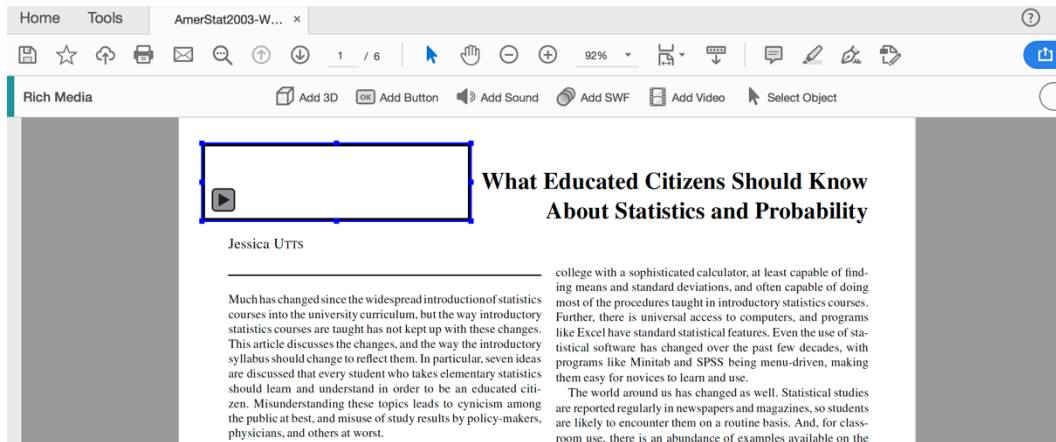 Home Tools AmerStat2003-W... ×
1 / 6 92%
Rich Media Add 3D OK Add Button Add Sound Add SWF Add Video Select Object
What Educated Citizens Should Know
About Statistics and Probability
Jessica UTTS
Much has changed since the widespread introduction of statistics
courses into the university curriculum, but the way introductory
statistics courses are taught has not kept up with these changes.
This article discusses the changes, and the way the introductory
syllabus should change to reflect them. In particular, seven ideas
are discussed that every student who takes elementary statistics
should learn and understand in order to be an educated citi-
zen. Misunderstanding these topics leads to cynicism among
the public at best, and misuse of study results by policy-makers,
physicians, and others at worst.
college with a sophisticated calculator, at least capable of find-
ing means and standard deviations, and often capable of doing
most of the procedures taught in introductory statistics courses.
Further, there is universal access to computers, and programs
like Excel have standard statistical features. Even the use of sta-
tistical software has changed over the past few decades, with
programs like Minitab and SPSS being menu-driven, making
them easy for novices to learn and use.
The world around us has changed as well. Statistical studies
are reported regularly in newspapers and magazines, so students
are likely to encounter them on a routine basis. And, for class-
room use, there is an abundance of examples available on the